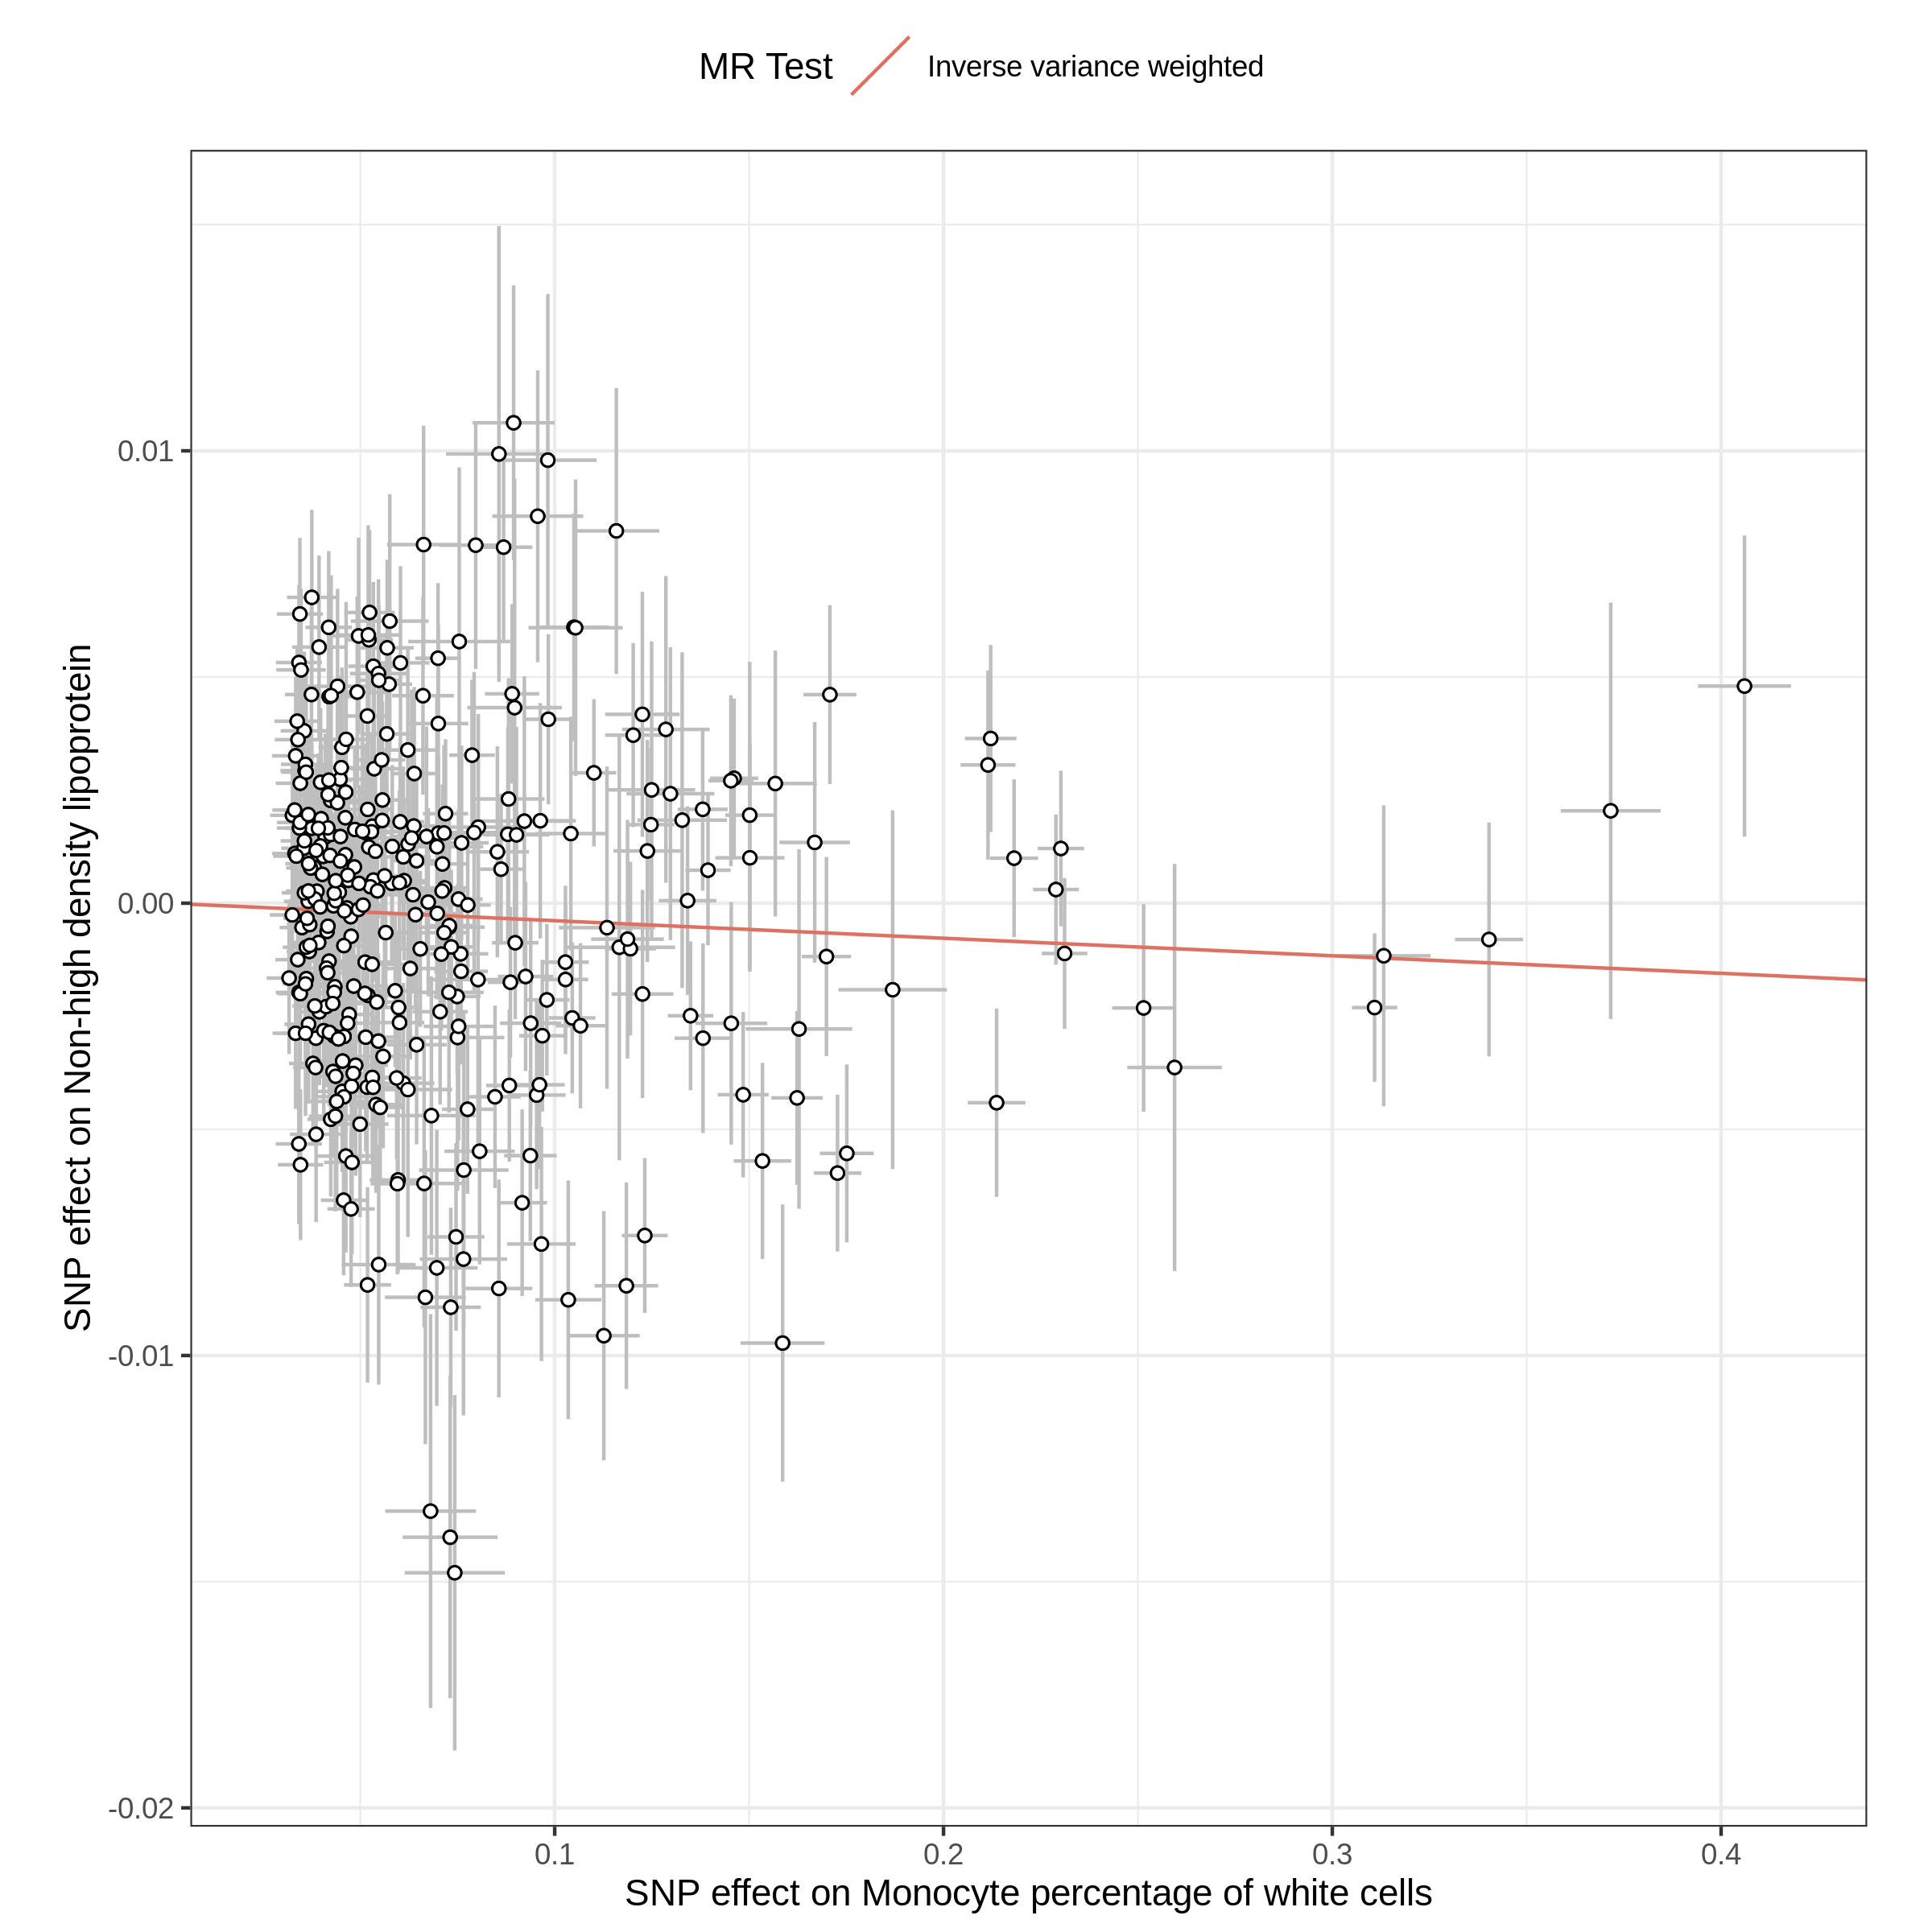 MR Test Inverse variance weighted
SNP effect on Non-high density lipoprotein
0.01
0.00
-0.01
-0.02
0.1 0.2 0.3 0.4
SNP effect on Monocyte percentage of white cells